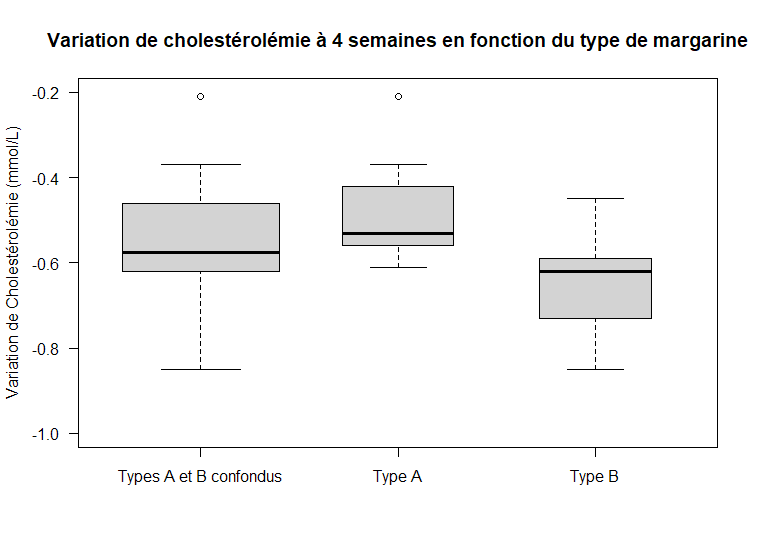 Variation de cholestérolémie à 4 semaines en fonction du type de margarine
Variation de Cholestérolémie (mmol/L)
-0.2
-0.4
-0.6
-0.8
-1.0
Types A et B confondus
Type A
Type B